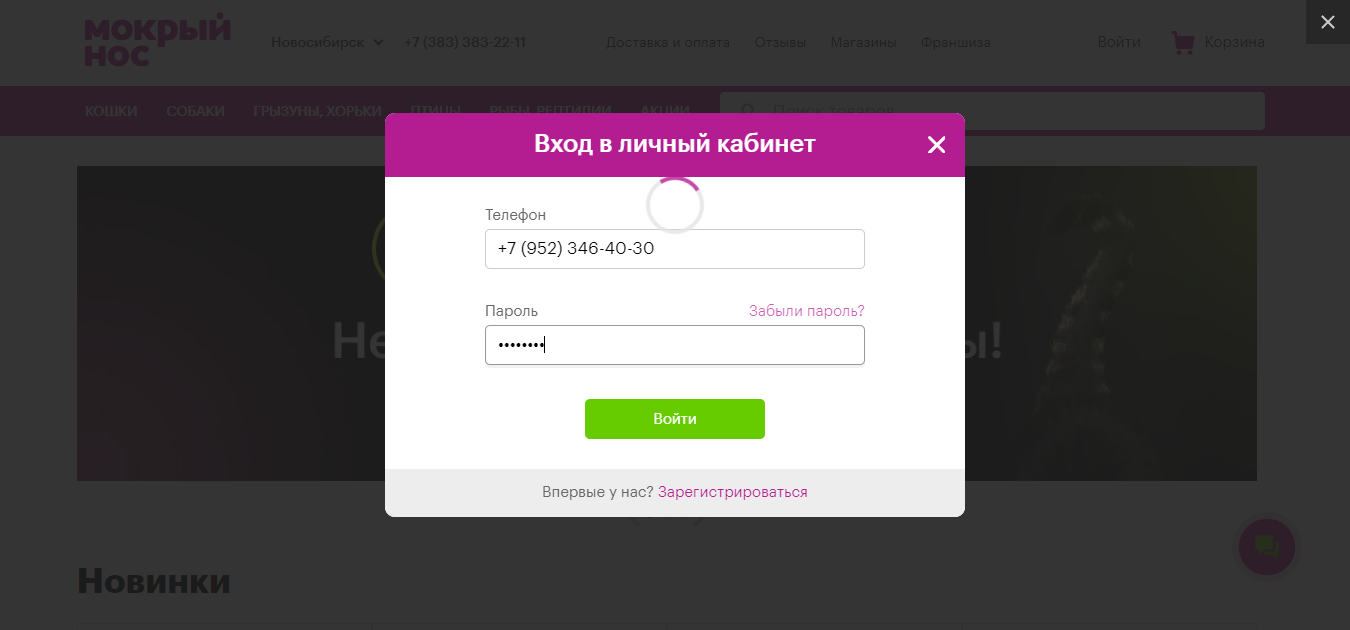 мокрый
нос
Новосибирск +7 (383) 383-22-11 Доставка и оплата Отзывы Магазины Франшиза Войти Корзина
КОШКИ СОБАКИ ГРЫЗУНЫ, ХОРЬКИ ПТИЦЫ РЫБЫ, РЕПТИЛИИ АКЦИИ Поиск товаров
Вход в личный кабинет
Телефон
+7 (952) 346-40-30
Пароль Забыли пароль?
••••••••
Войти
Впервые у нас? Зарегистрироваться
Новинки